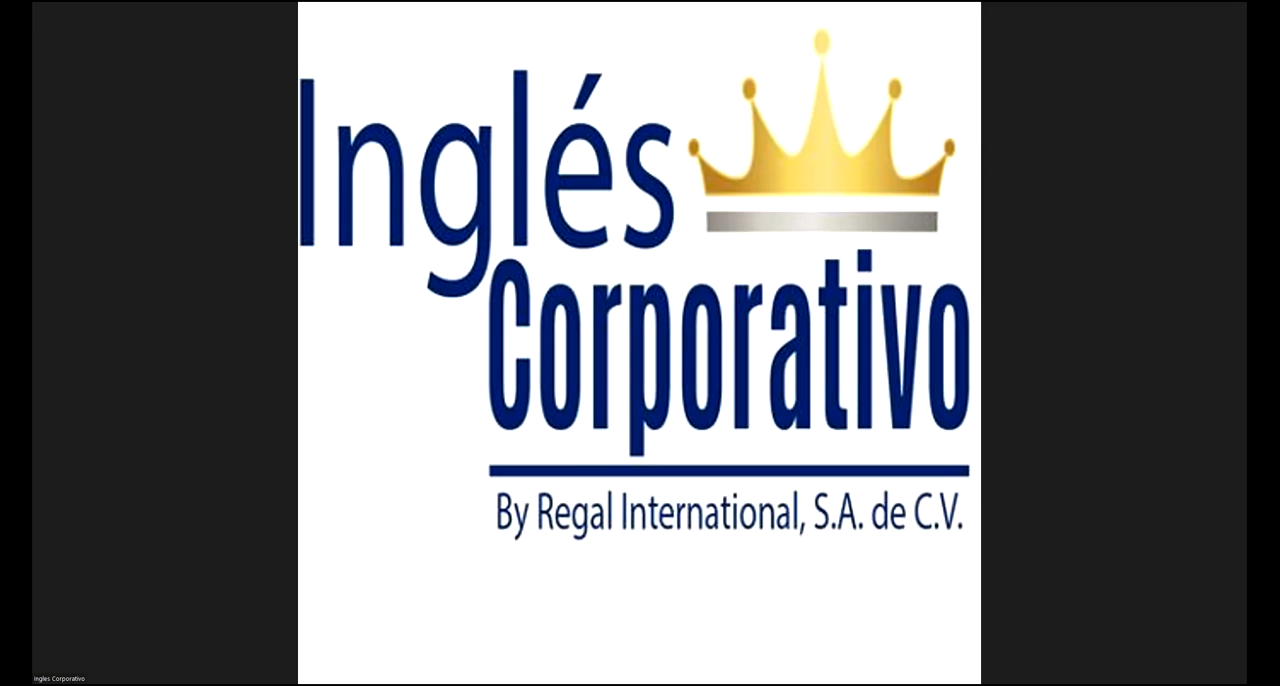 Inglés
Corporativo
By Regal International, S.A. de C.V.
Ingles Corporativo